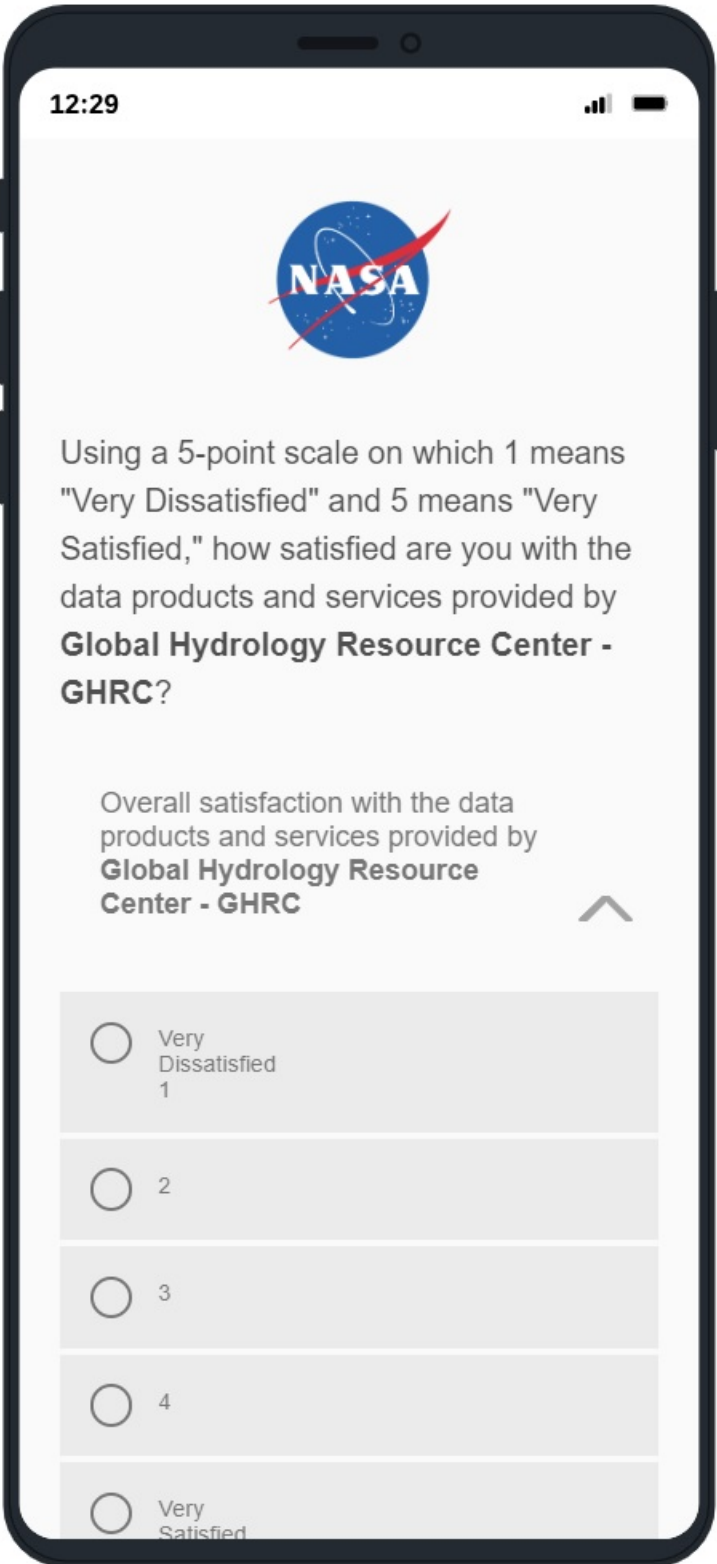 12:29
NASA
Using a 5-point scale on which 1 means
"Very Dissatisfied" and 5 means "Very
Satisfied," how satisfied are you with the
data products and services provided by
Global Hydrology Resource Center -
GHRC?
Overall satisfaction with the data
products and services provided by
Global Hydrology Resource
Center - GHRC
Very
Dissatisfied
1
2
3
4
Very
Satisfied